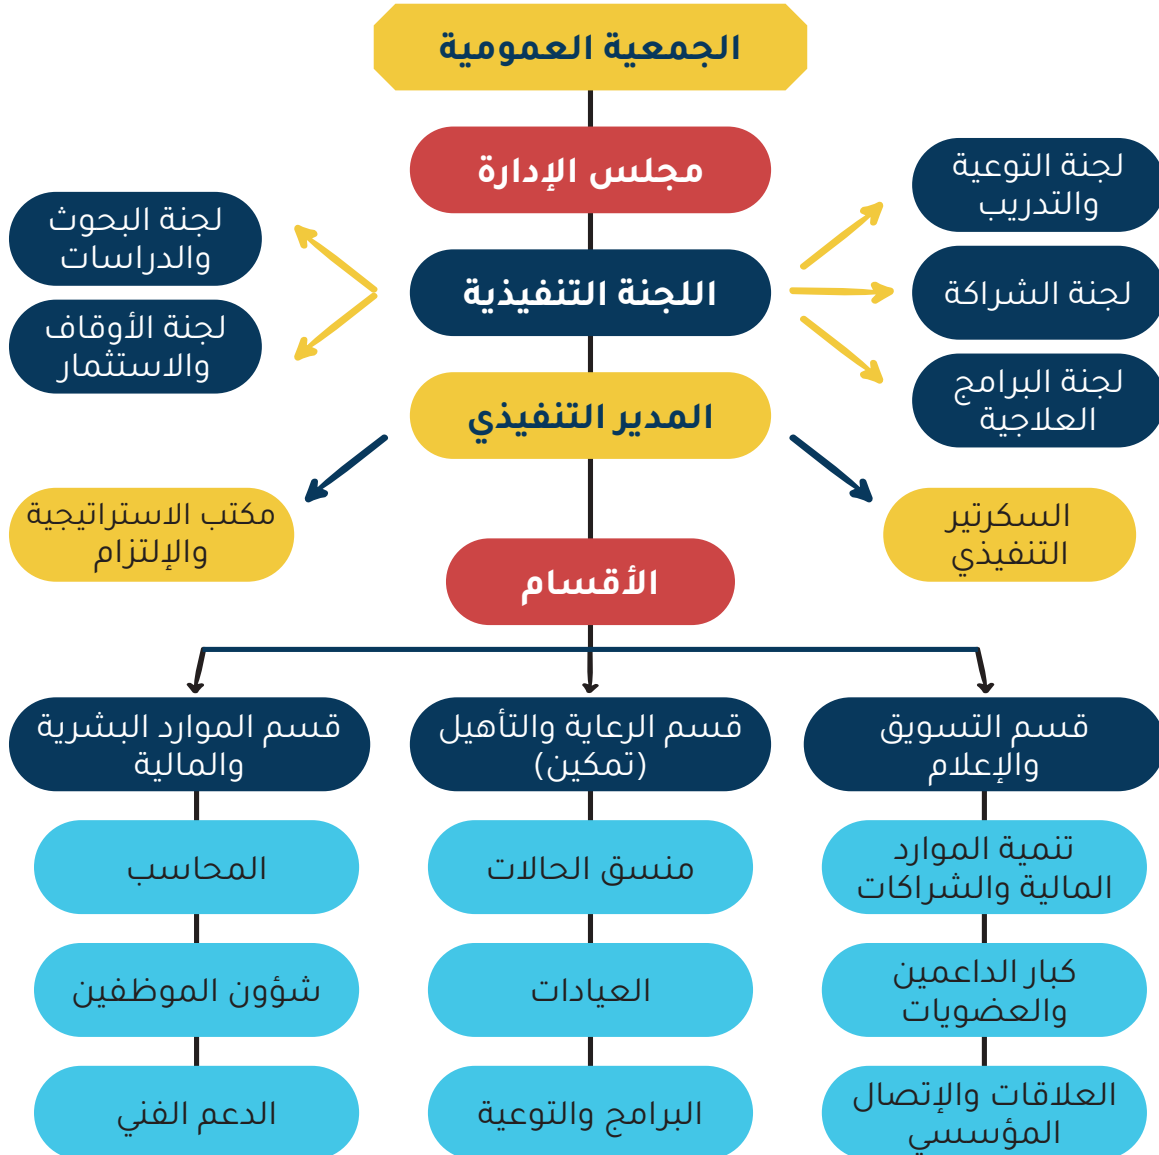 الجمعية العمومية
مجلس الإدارة
لجنة التوعية
والتدريب
لجنة البحوث
والدراسات
اللجنة التنفيذية
لجنة الشراكة
لجنة الأوقاف
والاستثمار
لجنة البرامج
العلاجية
المدير التنفيذي
السكرتير
التنفيذي
مكتب الاستراتيجية
والإلتزام
الأقسام
قسم التسويق
والإعلام
قسم الرعاية والتأهيل
(تمكين)
قسم الموارد البشرية
والمالية
تنمية الموارد
المالية والشراكات
منسق الحالات
المحاسب
كبار الداعمين
والعضويات
العيادات
شؤون الموظفين
العلاقات والإتصال
المؤسسي
البرامج والتوعية
الدعم الفني